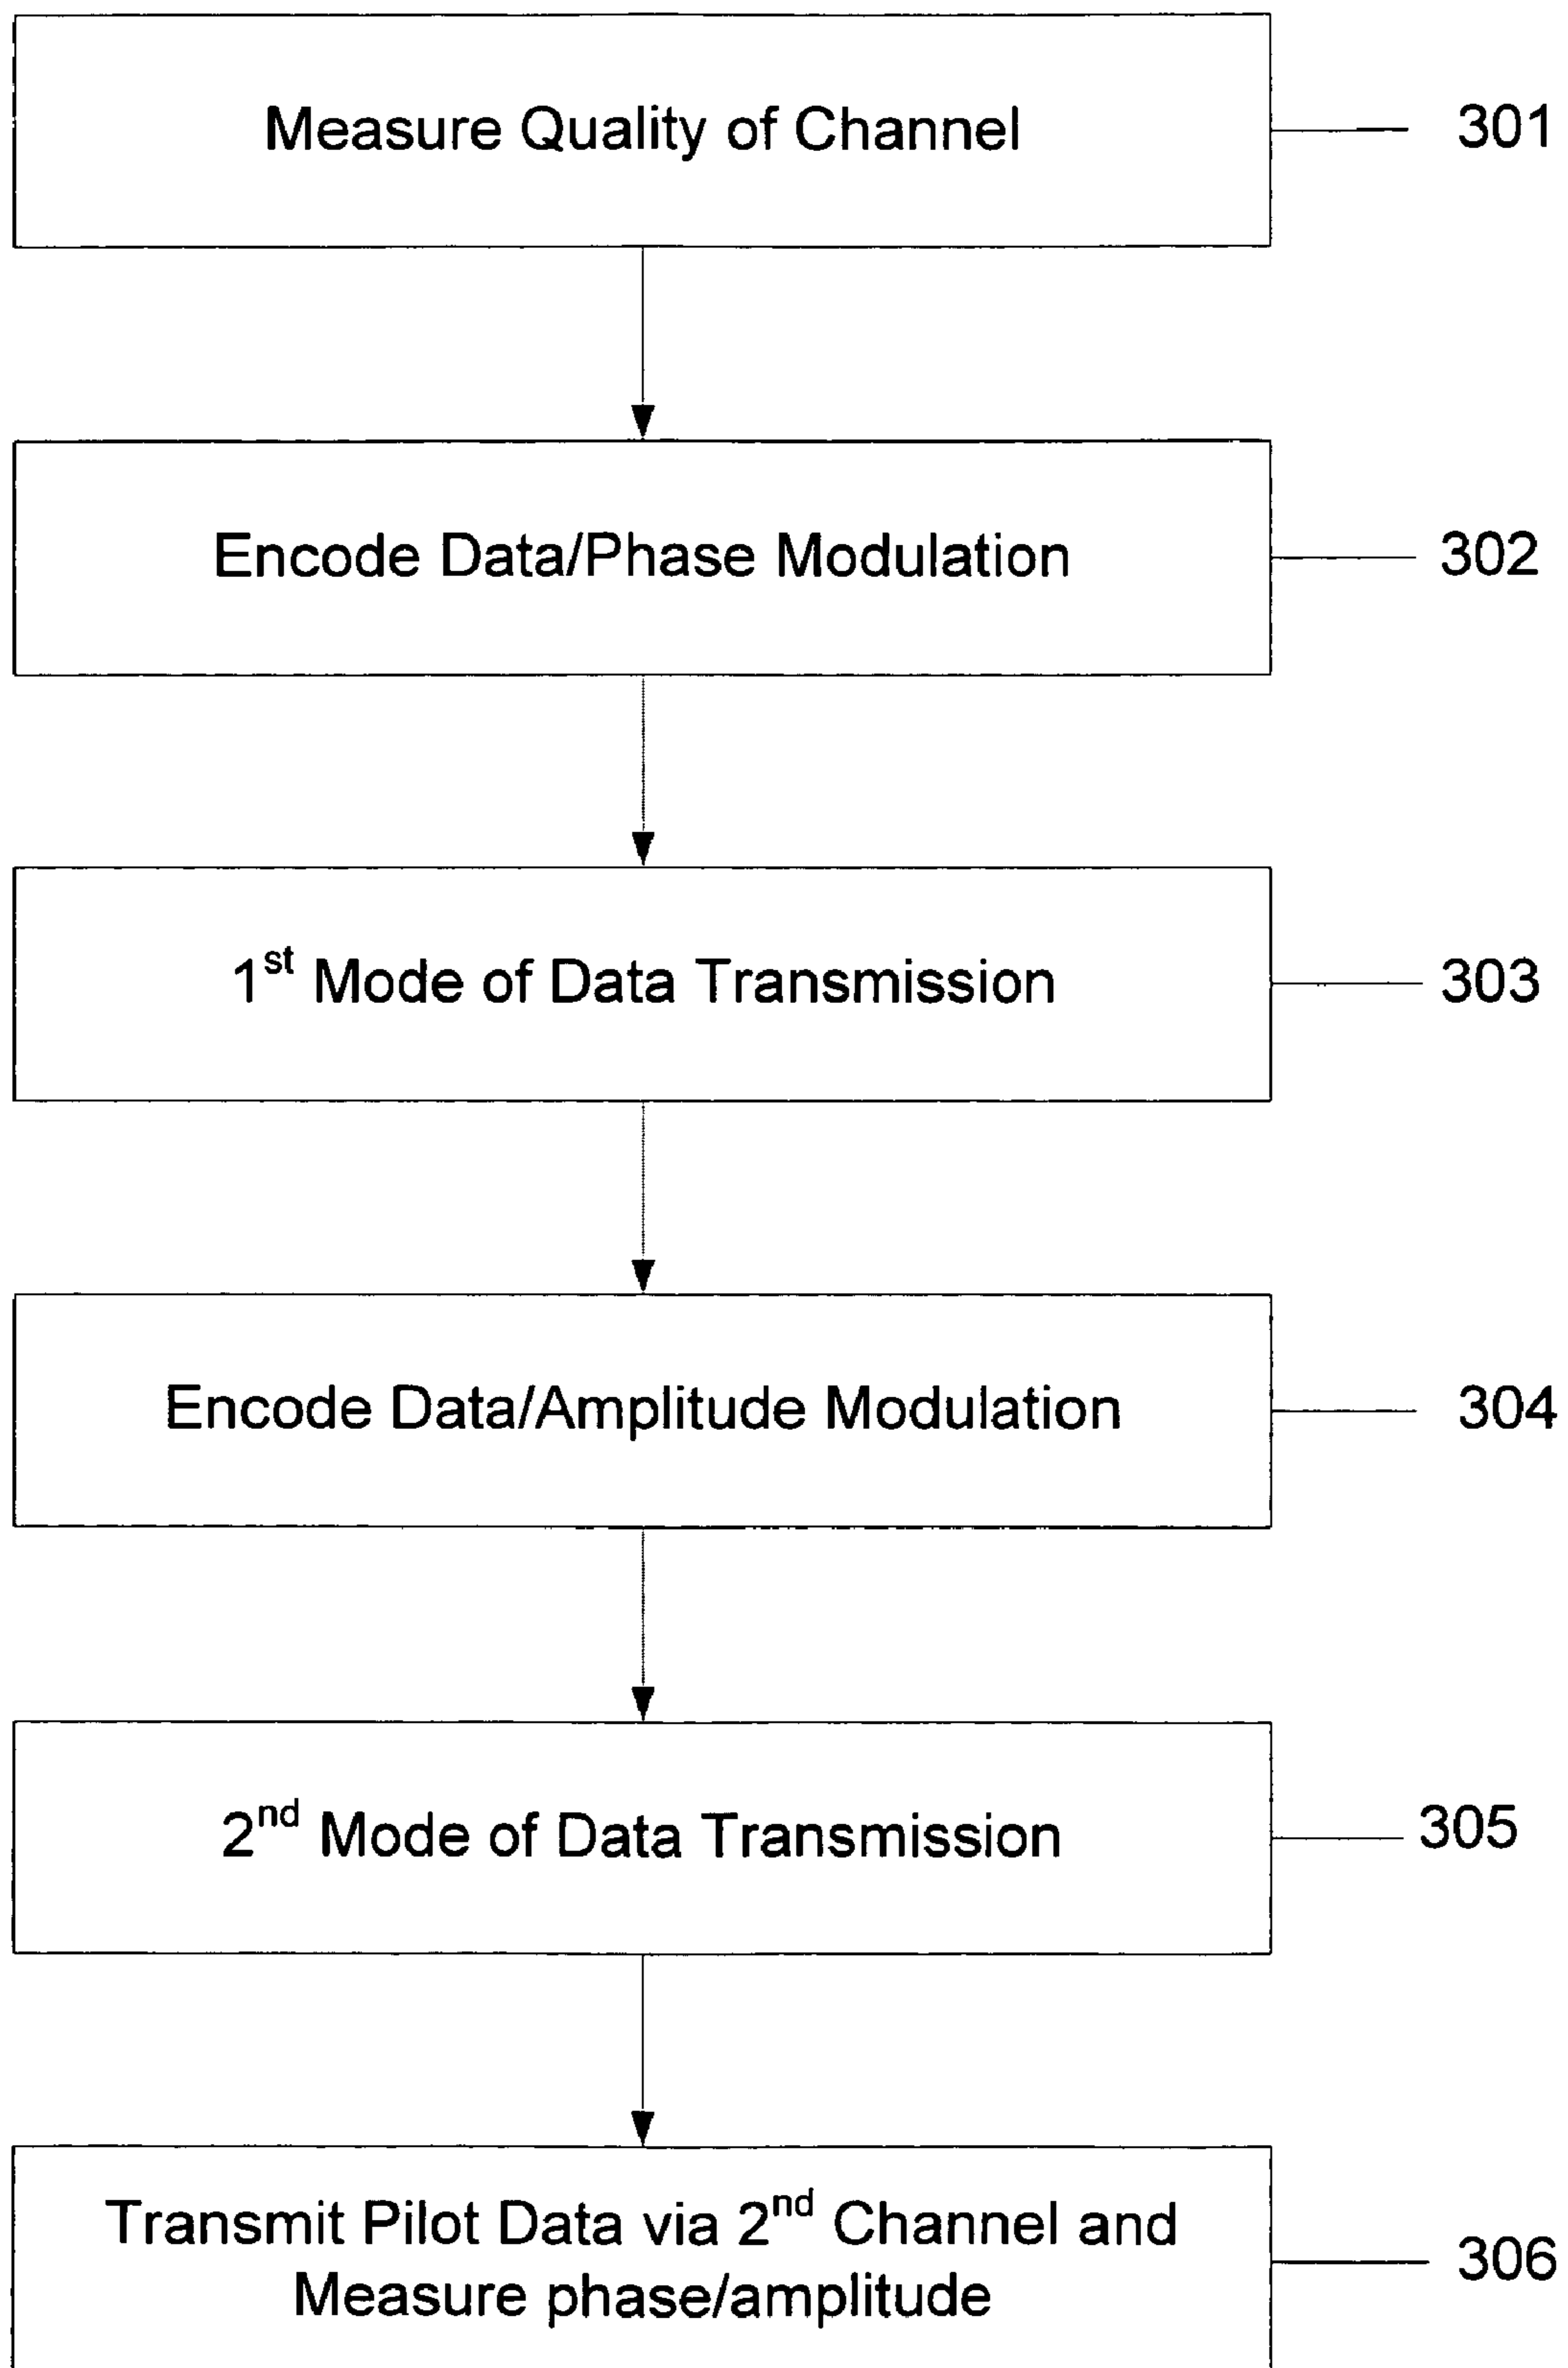 Measure Quality of Channel
301
Encode Data/Phase Modulation
302
1st Mode of Data Transmission
303
Encode Data/Amplitude Modulation
304
2nd Mode of Data Transmission
305
Transmit Pilot Data via 2nd Channel and
Measure phase/amplitude
306